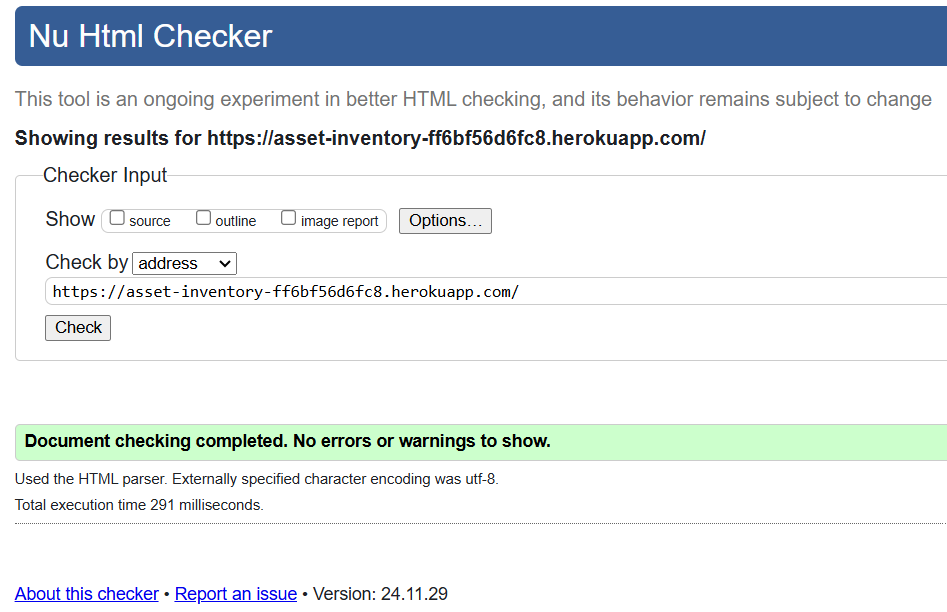 Nu Html Checker
This tool is an ongoing experiment in better HTML checking, and its behavior remains subject to change
Showing results for https://asset-inventory-ff6bf56d6fc8.herokuapp.com/
Checker Input
Show source outline image report Options...
Check by address
https://asset-inventory-ff6bf56d6fc8.herokuapp.com/
Check
Document checking completed. No errors or warnings to show.
Used the HTML parser. Externally specified character encoding was utf-8.
Total execution time 291 milliseconds.
About this checker • Report an issue • Version: 24.11.29